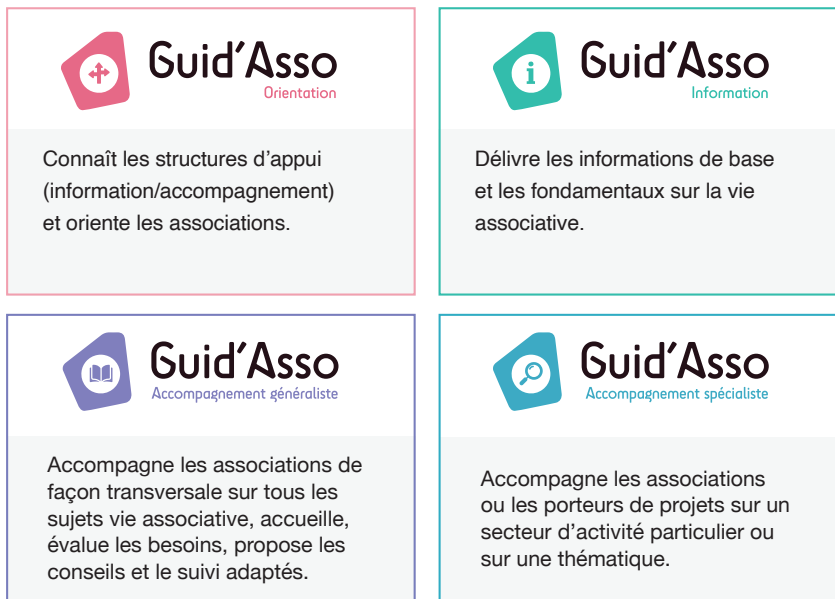 Guid'Asso
Orientation
Connaît les structures d'appui
(information/accompagnement)
et oriente les associations.
Guid'Asso
Information
Délivre les informations de base
et les fondamentaux sur la vie
associative.
Guid'Asso
Accompagnement généraliste
Accompagne les associations de
façon transversale sur tous les
sujets vie associative, accueille,
évalue les besoins, propose les
conseils et le suivi adaptés.
Guid'Asso
Accompagnement spécialiste
Accompagne les associations
ou les porteurs de projets sur un
secteur d'activité particulier ou
sur une thématique.